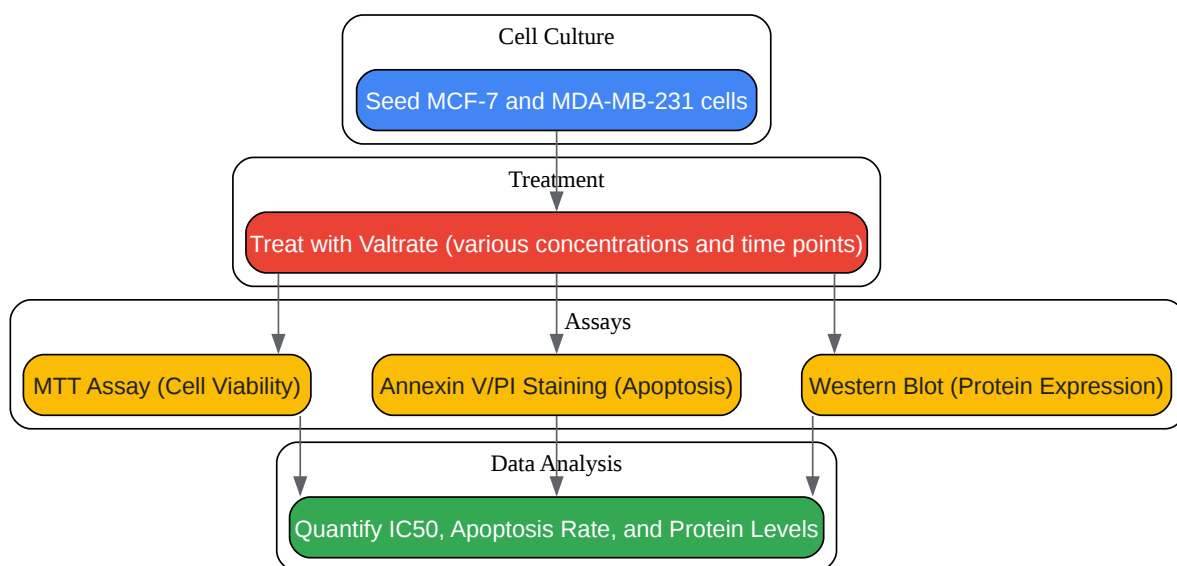 Cell Culture
Seed MCF-7 and MDA-MB-231 cells
Treatment
Treat with Valtrate (various concentrations and time points)
Assays
MTT Assay (Cell Viability)
Annexin V/PI Staining (Apoptosis)
Western Blot (Protein Expression)
Data Analysis
Quantify IC50, Apoptosis Rate, and Protein Levels